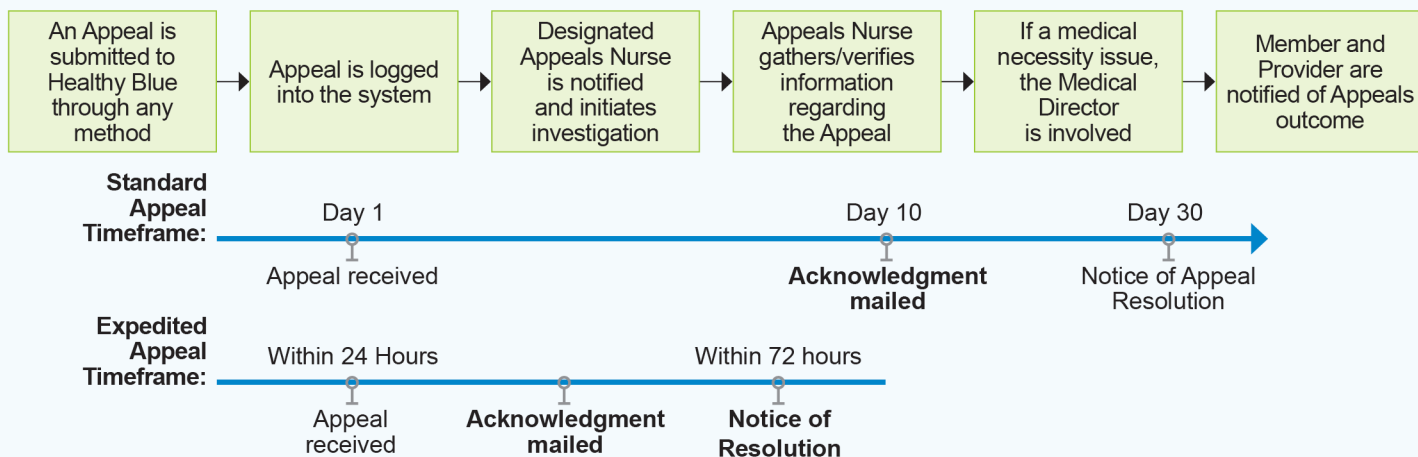 An Appeal is
submitted to
Healthy Blue
through any
method
Appeal is logged
into the system
Designated
Appeals Nurse
is notified
and initiates
investigation
Appeals Nurse
gathers/verifies
information
regarding
the Appeal
If a medical
necessity issue,
the Medical
Director
is involved
Member and
Provider are
notified of Appeals
outcome
Standard
Appeal
Timeframe:
Day 1
Appeal received
Day 10
Acknowledgment
mailed
Day 30
Notice of Appeal
Resolution
Expedited
Appeal
Timeframe:
Within 24 Hours
Appeal
received
Acknowledgment
mailed
Within 72 hours
Notice of
Resolution